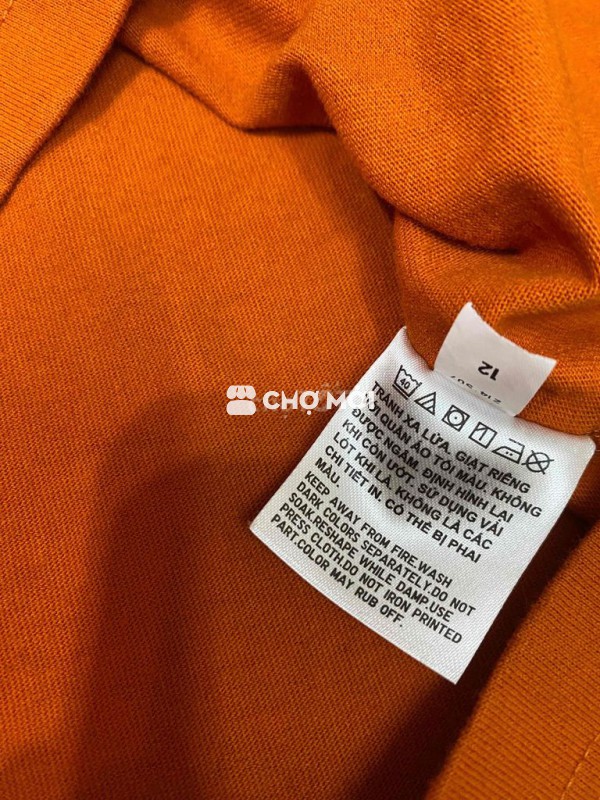 CHỢ MỚI
12
40
TRÁNH XA LỬA. GIẶT RIÊNG
QUẦN ÁO TỐI MÀU. KHÔNG
ĐƯỢC NGÂM. ĐỊNH HÌNH LẠI
KHI CÒN ƯỚT. SỬ DỤNG VẢI
LÓT KHI LÀ. KHÔNG LÀ CÁC
CHI TIẾT IN. CÓ THỂ BỊ PHAI
MÀU.
KEEP AWAY FROM FIRE.WASH
DARK COLORS SEPARATELY.DO NOT
SOAK.RESHAPE WHILE DAMP.USE
PRESS CLOTH.DO NOT IRON PRINTED
PART.COLOR MAY RUB OFF.